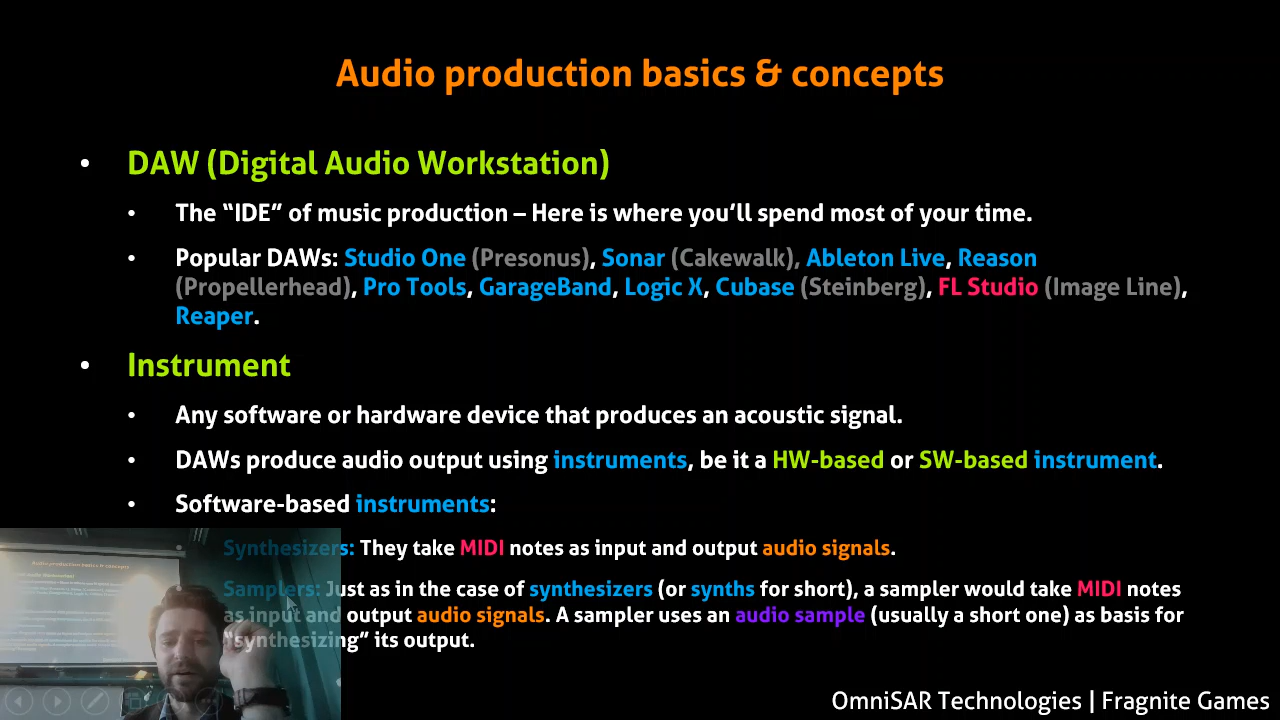 Audio production basics & concepts
• DAW (Digital Audio Workstation)
• The “IDE” of music production – Here is where you’ll spend most of your time.
• Popular DAWs: Studio One (Presonus), Sonar (Cakewalk), Ableton Live, Reason
(Propellerhead), Pro Tools, GarageBand, Logic X, Cubase (Steinberg), FL Studio (Image Line),
Reaper.
• Instrument
• Any software or hardware device that produces an acoustic signal.
• DAWs produce audio output using instruments, be it a HW-based or SW-based instrument.
• Software-based instruments:
• Synthesizers: They take MIDI notes as input and output audio signals.
• Samplers: Just as in the case of synthesizers (or synths for short), a sampler would take MIDI notes
as input and output audio signals. A sampler uses an audio sample (usually a short one) as basis for
“synthesizing” its output.
Audio production basics & concepts
OmniSAR Technologies | Fragnite Games